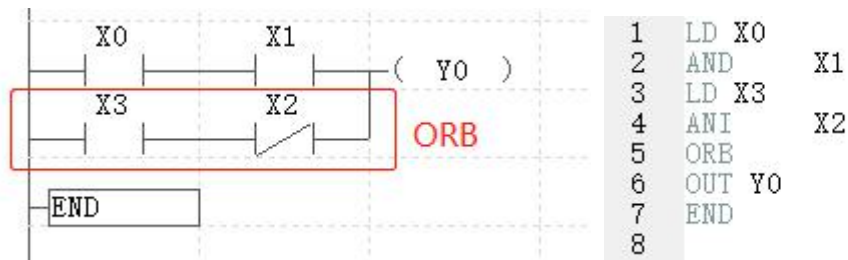 X0 X1
( Y0 )
X3 X2
ORB
END
1 LD X0
2 AND X1
3 LD X3
4 ANI X2
5 ORB
6 OUT Y0
7 END
8